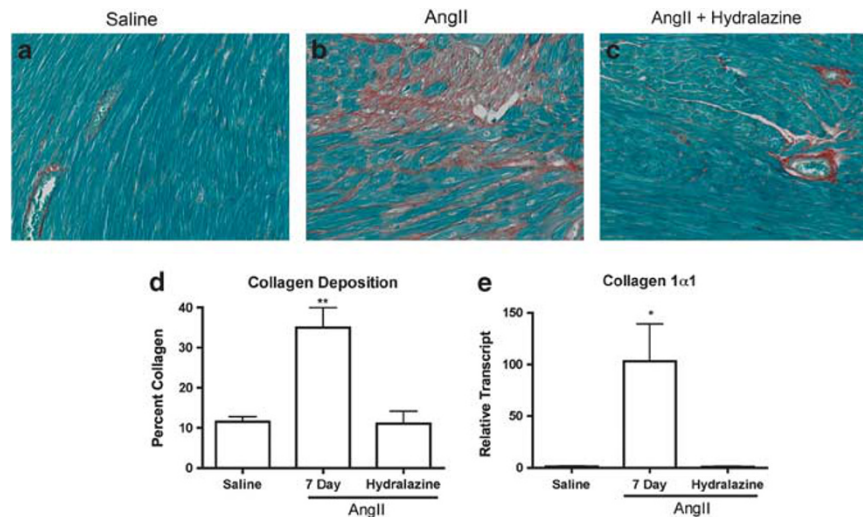 Saline
AngII
AngII + Hydralazine
a
b
c
d
Collagen Deposition
**
40
30
20
10
0
Percent Collagen
Saline
7 Day
Hydralazine
AngII
e
Collagen 1α1
*
150
100
50
0
Relative Transcript
Saline
7 Day
Hydralazine
AngII